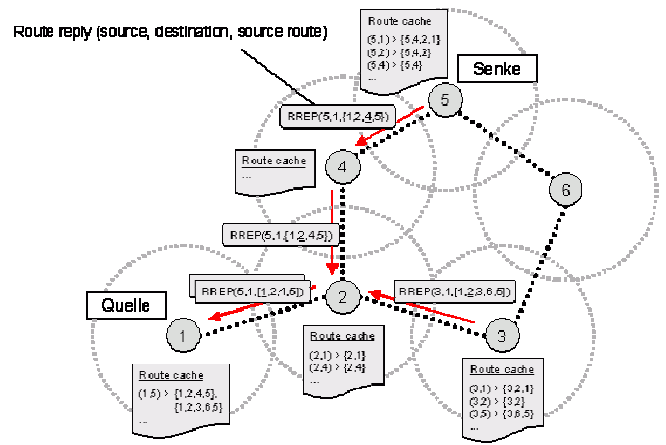 Route reply (source, destination, source route)
Route cache
(5,1) > {5,4,2,1}
(5,2) > {5,4,2}
(5,4) > {5,4}
...
Senke
5
RREP(5,1,[1,2,4,5])
4
Route cache
...
6
RREP(5,1,[1,2,4,5])
RREP(5,1,[1,2,4,5])
RREP(3,1,[1,2,3,6,5])
Quelle
2
1
3
Route cache
(2,1) > {2,1}
(2,4) > {2,4}
...
Route cache
(1,5) > {1,2,4,5},
{1,2,3,6,5}
...
Route cache
(3,1) > {3,2,1}
(3,2) > {3,2}
(3,5) > {3,6,5}
...